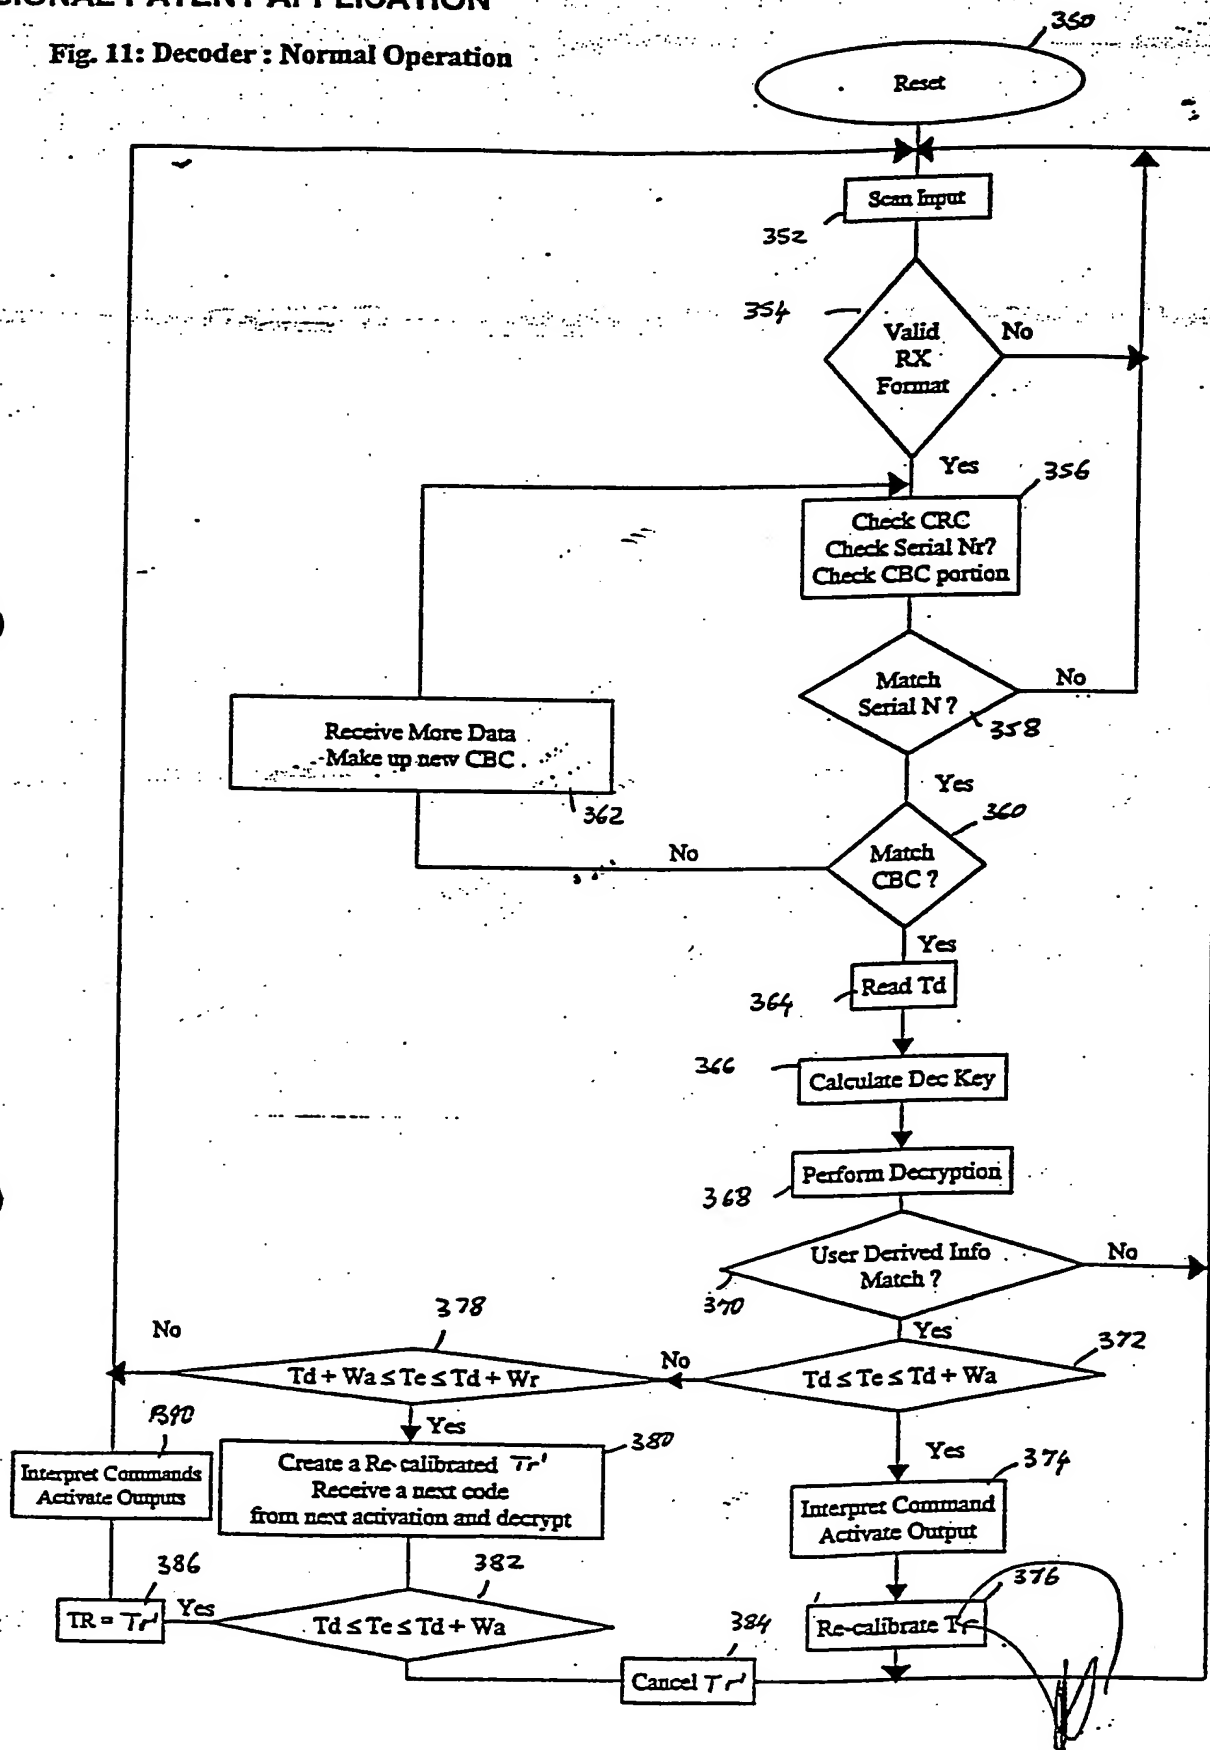 SIONAL PATENT APPLICATION
Fig. 11: Decoder : Normal Operation
350
Reset
Scan Input
352
354
Valid
RX
Format
No
Yes
356
Check CRC
Check Serial Nr?
Check CBC portion
Match
Serial N ?
No
358
Receive More Data
Make up new CBC
362
Yes
360
No
Match
CBC ?
Yes
364
Read Td
366
Calculate Dec Key
Perform Decryption
368
User Derived Info
Match ?
No
370
378
Yes
372
No
Td + Wa ≤ Te ≤ Td + Wr
No
Td ≤ Te ≤ Td + Wa
390
Yes
380
Yes
374
Interpret Commands
Activate Outputs
Create a Re-calibrated Tr'
Receive a next code
from next activation and decrypt
Interpret Command
Activate Output
386
382
376
TR = Tr'
Yes
Td ≤ Te ≤ Td + Wa
384
Re-calibrate Tr
Cancel Tr'